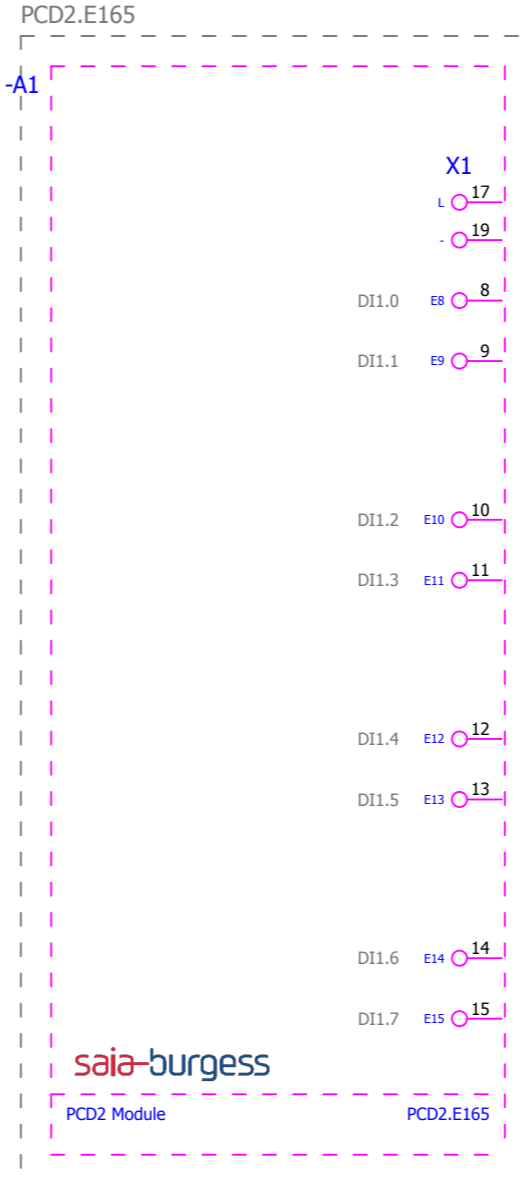 PCD2.E165
-A1
X1
L 17
- 19
DI1.0 E8 8
DI1.1 E9 9
DI1.2 E10 10
DI1.3 E11 11
DI1.4 E12 12
DI1.5 E13 13
DI1.6 E14 14
DI1.7 E15 15
saia-burgess
PCD2 Module PCD2.E165